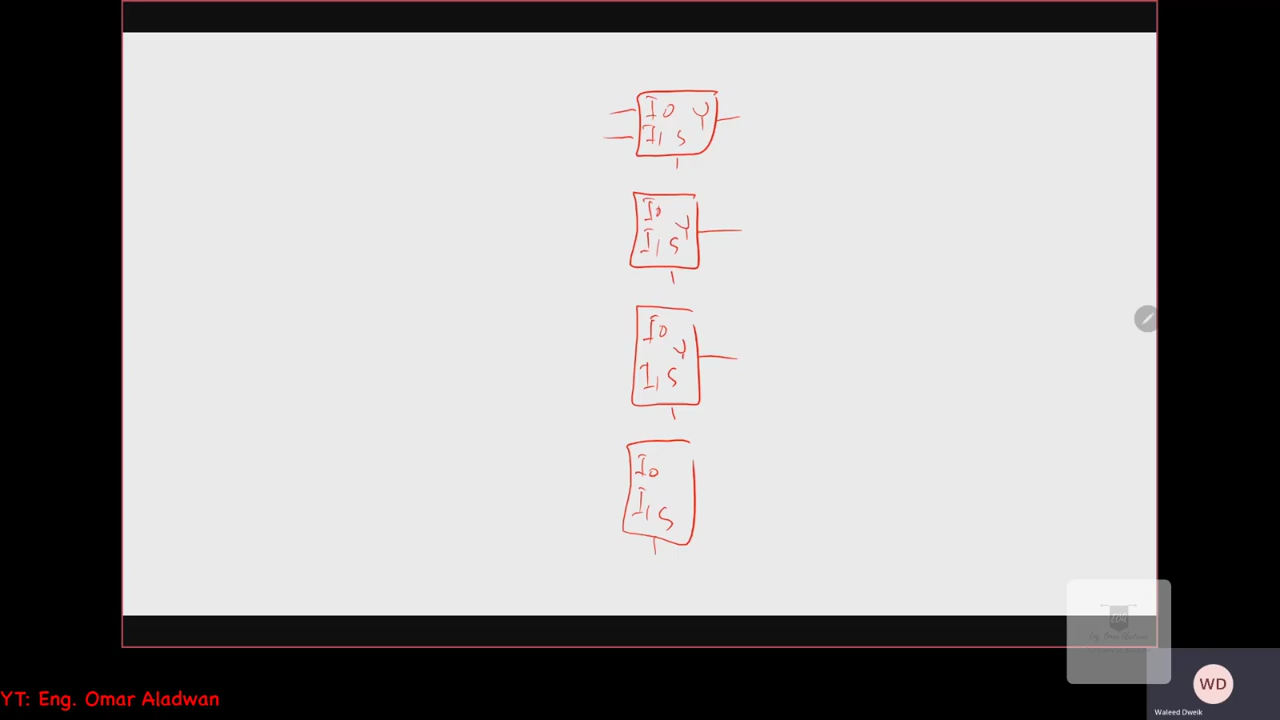 I0 Y
I1 S
I0
Y
I1 S
I0
Y
I1 S
I0
I1 S
WD
Waleed Dweik
YT: Eng. Omar Aladwan